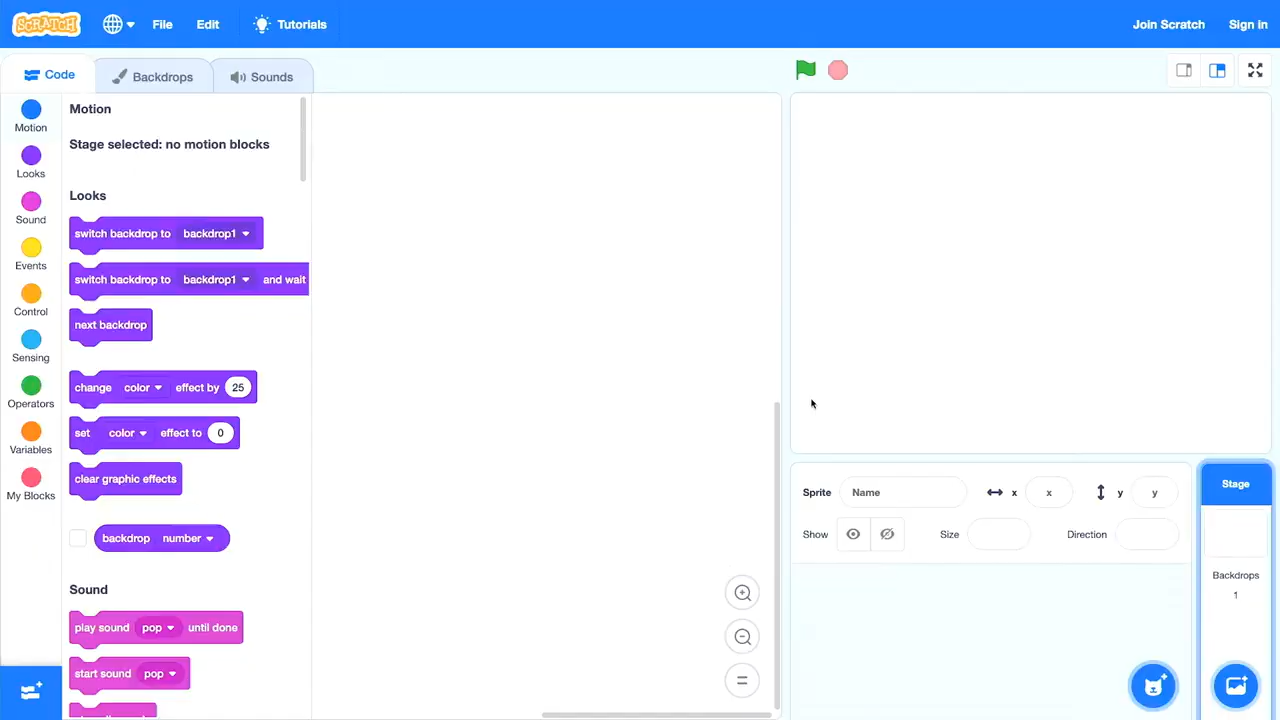 SCRATCH File Edit Tutorials Join Scratch Sign in
Code Backdrops Sounds
Motion
Looks
Sound
Events
Control
Sensing
Operators
Variables
My Blocks
Motion
Stage selected: no motion blocks
Looks
switch backdrop to backdrop1
switch backdrop to backdrop1 and wait
next backdrop
change color effect by 25
set color effect to 0
clear graphic effects
backdrop number
Sound
play sound pop until done
start sound pop
Sprite Name x x y y
Show Size Direction
Stage
Backdrops
1